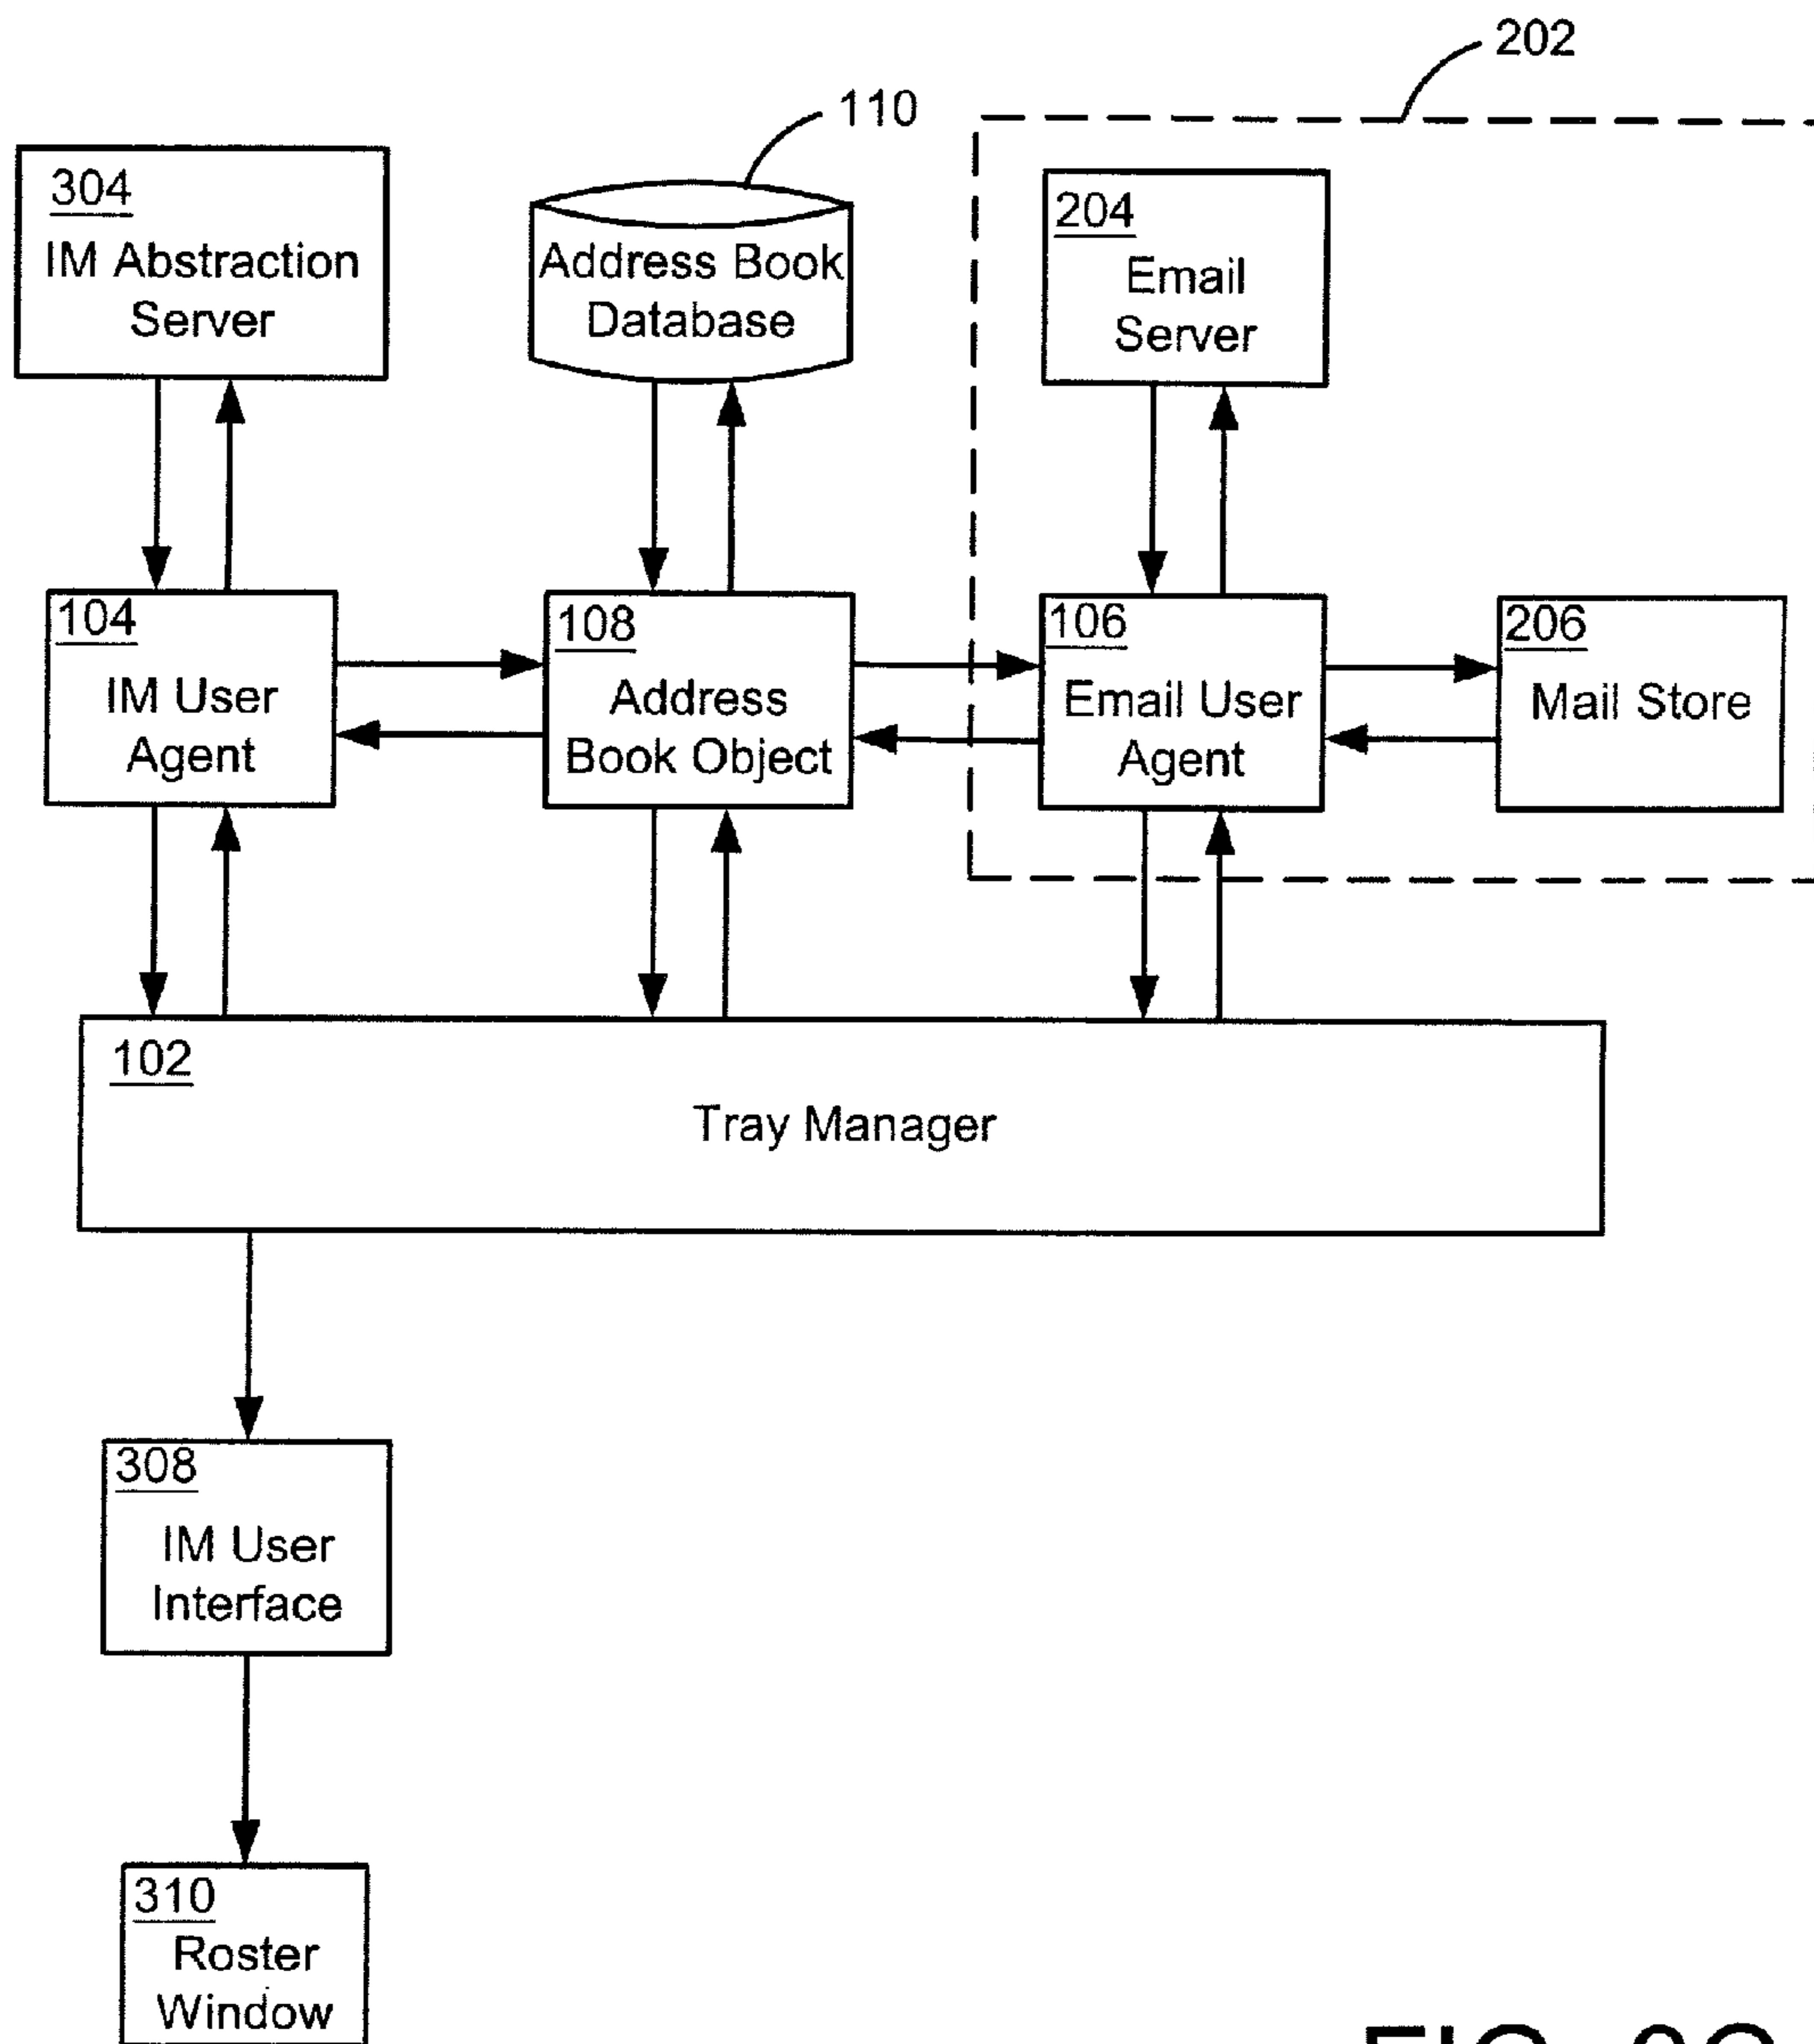 202
110
304
IM Abstraction
Server
Address Book
Database
204
Email
Server
104
IM User
Agent
108
Address
Book Object
106
Email User
Agent
206
Mail Store
102
Tray Manager
308
IM User
Interface
310
Roster
Window
FIG.